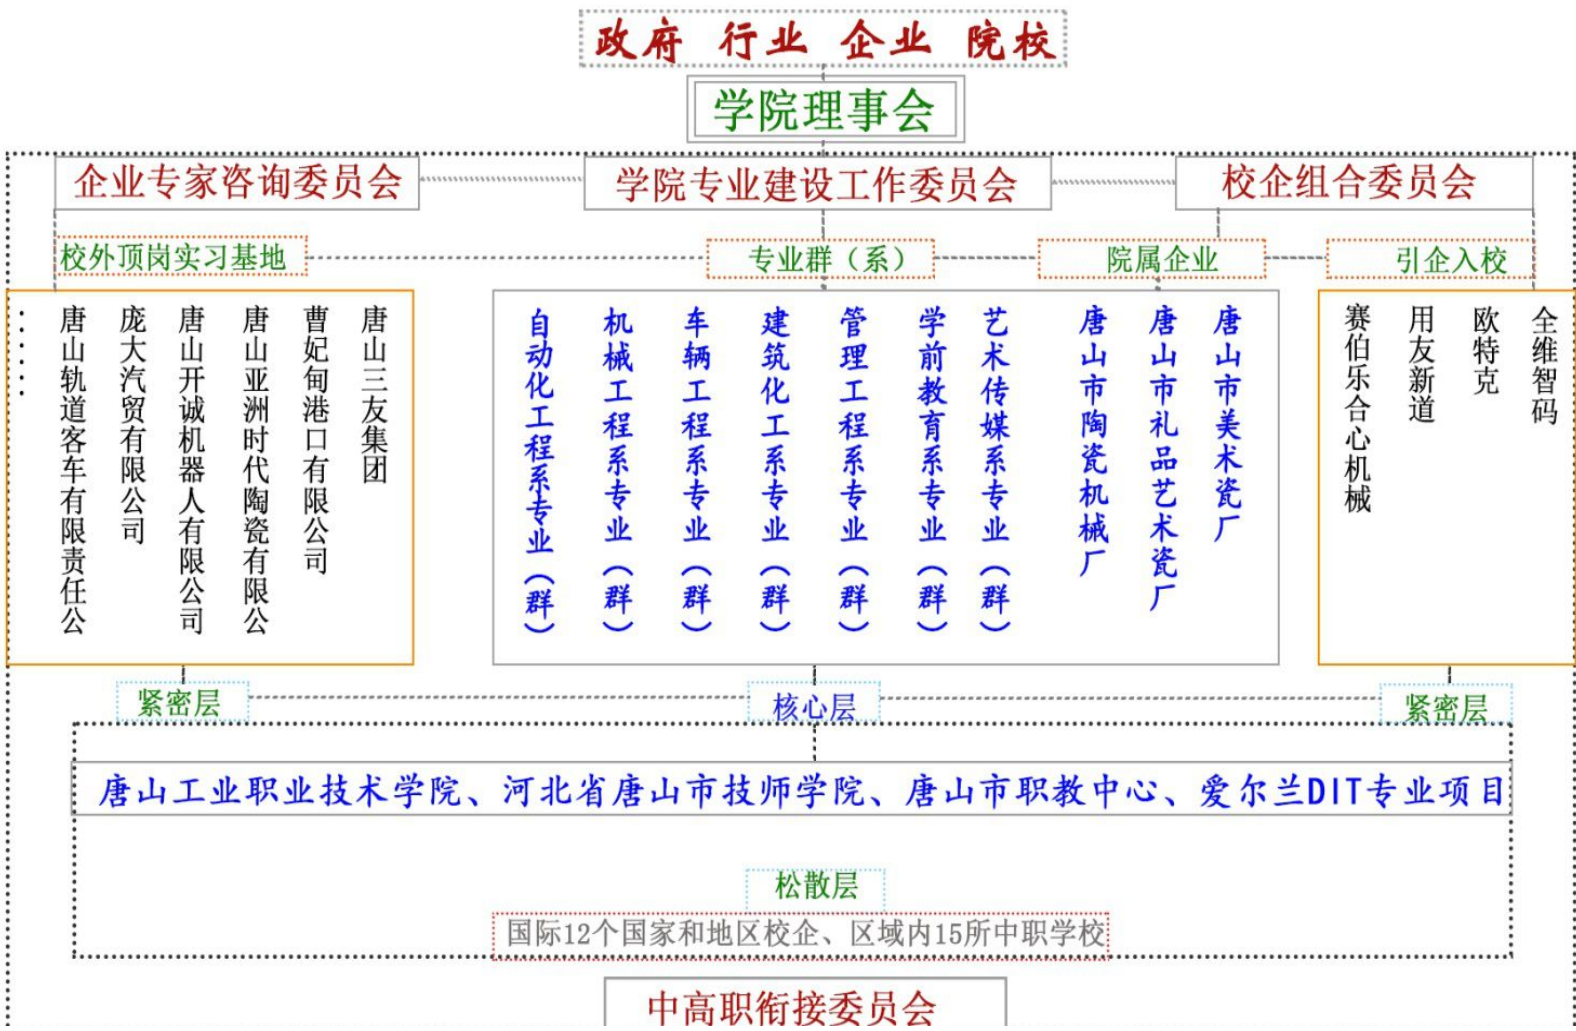 政府 行业 企业 院校
学院理事会
企业专家咨询委员会
学院专业建设工作委员会
校企组合委员会
校外顶岗实习基地
专业群（系）
院属企业
引企入校
······
唐山轨道客车有限责任公
庞大汽贸有限公司
唐山开诚机器人有限公司
唐山亚洲时代陶瓷有限公
曹妃甸港口有限公司
唐山三友集团
自动化工程系专业（群）
机械工程系专业（群）
车辆工程系专业（群）
建筑化工系专业（群）
管理工程系专业（群）
学前教育系专业（群）
艺术传媒系专业（群）
唐山市陶瓷机械厂
唐山市礼品艺术瓷厂
唐山市美术瓷厂
赛伯乐合心机械
用友新道
欧特克
全维智码
紧密层
核心层
紧密层
唐山工业职业技术学院、河北省唐山市技师学院、唐山市职教中心、爱尔兰DIT专业项目
松散层
国际12个国家和地区校企、区域内15所中职学校
中高职衔接委员会